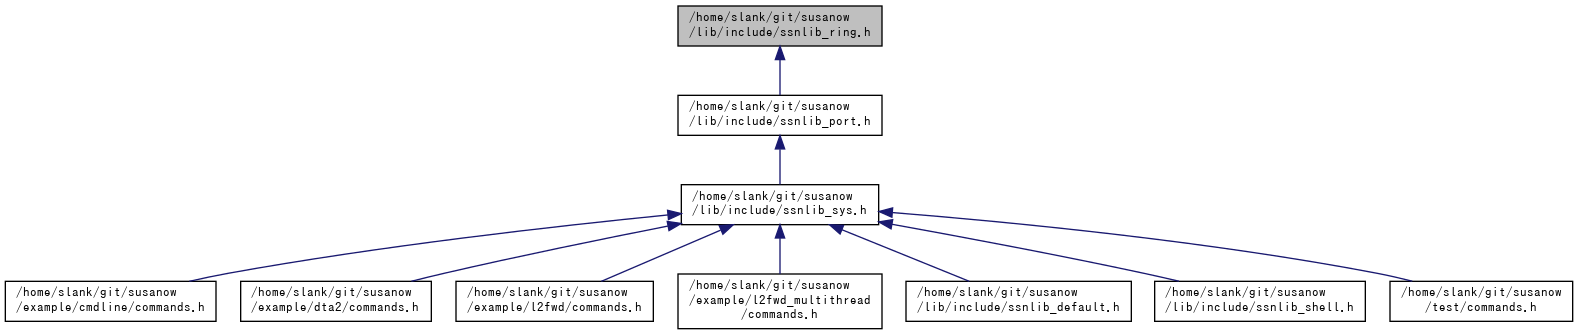 /home/slank/git/susanow
/lib/include/ssnlib_ring.h
/home/slank/git/susanow
/lib/include/ssnlib_port.h
/home/slank/git/susanow
/lib/include/ssnlib_sys.h
/home/slank/git/susanow
/example/cmdline/commands.h
/home/slank/git/susanow
/example/dta2/commands.h
/home/slank/git/susanow
/example/l2fwd/commands.h
/home/slank/git/susanow
/example/l2fwd_multithread
/commands.h
/home/slank/git/susanow
/lib/include/ssnlib_default.h
/home/slank/git/susanow
/lib/include/ssnlib_shell.h
/home/slank/git/susanow
/test/commands.h